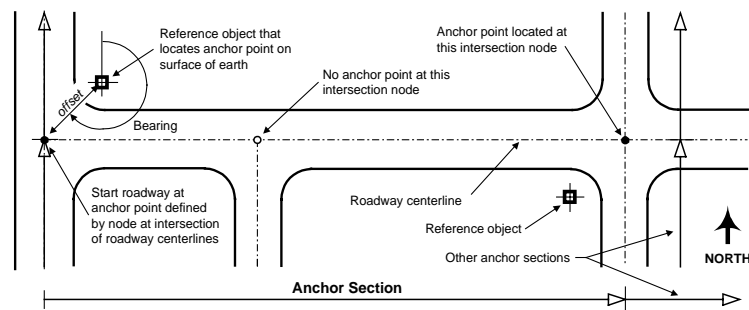 Reference object that
locates anchor point on
surface of earth
Anchor point located at
this intersection node
No anchor point at this
intersection node
offset
Bearing
Start roadway at
anchor point defined
by node at intersection
of roadway centerlines
Roadway centerline
Reference object
Other anchor sections
NORTH
Anchor Section